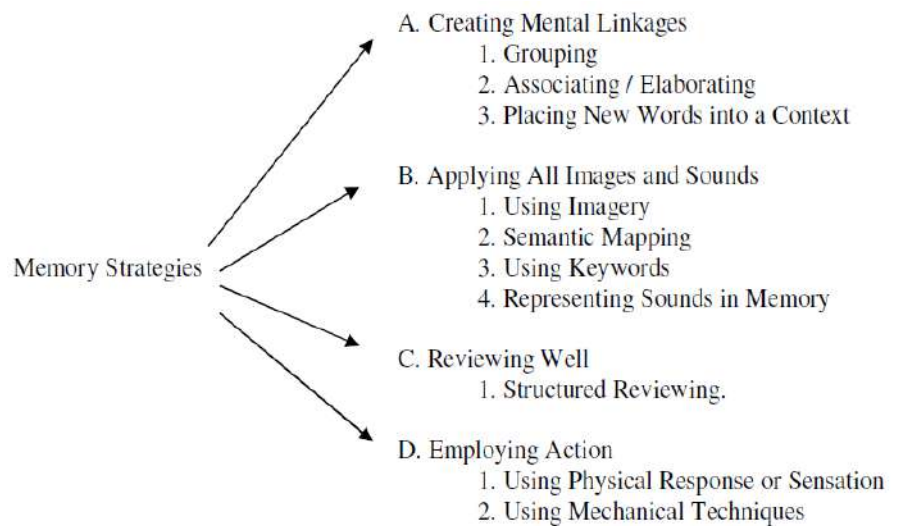 A. Creating Mental Linkages
1. Grouping
2. Associating / Elaborating
3. Placing New Words into a Context
B. Applying All Images and Sounds
1. Using Imagery
2. Semantic Mapping
Memory Strategies
3. Using Keywords
4. Representing Sounds in Memory
C. Reviewing Well
1. Structured Reviewing.
D. Employing Action
1. Using Physical Response or Sensation
2. Using Mechanical Techniques